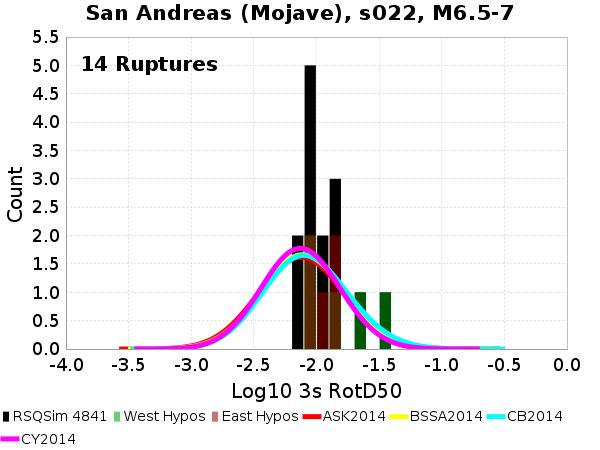 San Andreas (Mojave), s022, M6.5-7
14 Ruptures
5.5
5.0
4.5
4.0
3.5
3.0
2.5
2.0
1.5
1.0
0.5
0.0
Count
-4.0 -3.5 -3.0 -2.5 -2.0 -1.5 -1.0 -0.5 0.0
Log10 3s RotD50
RSQSim 4841 West Hypos East Hypos ASK2014 BSSA2014 CB2014
CY2014